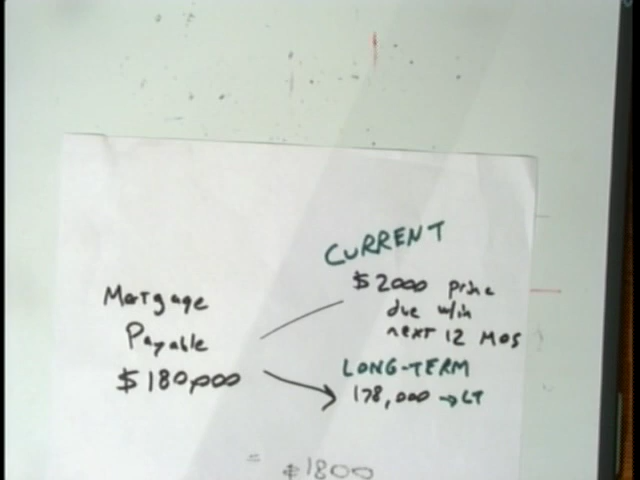 CURRENT
Mortgage
Payable
$180,000
$2000 princ
due w/in
next 12 MOS
LONG-TERM
178,000 → LT
= $1800